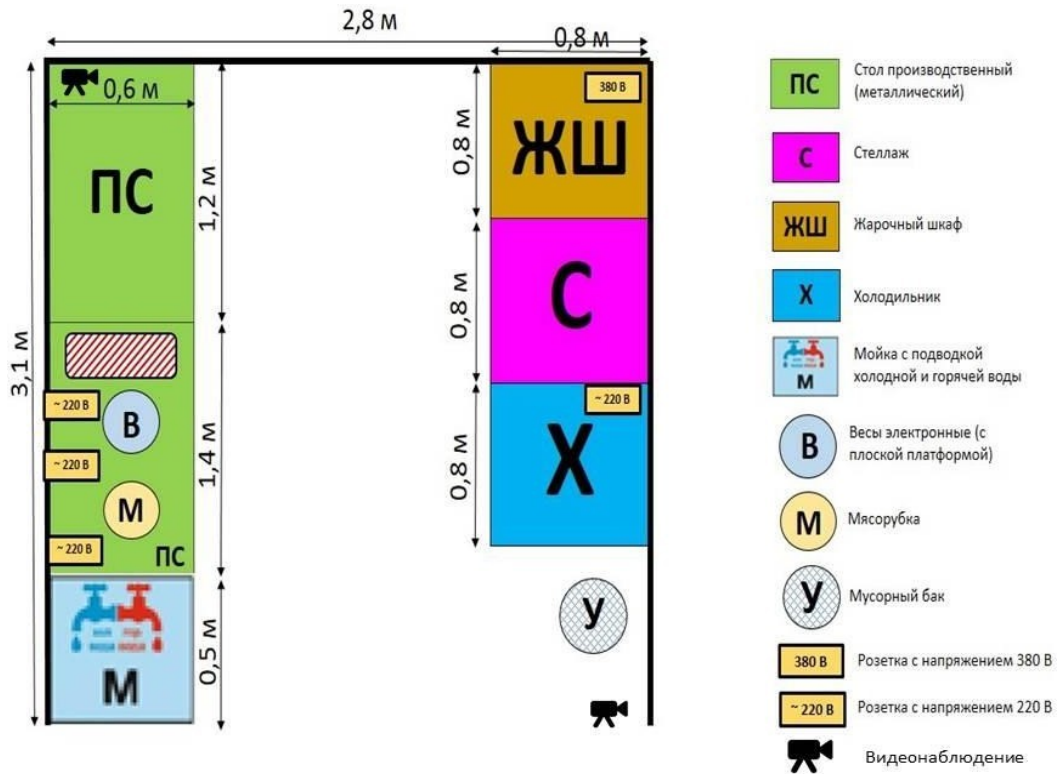 2,8 м
0,8 м
0,6 м
380 В
ПС
ЖШ
1,2 м
0,8 м
С
0,8 м
3,1 м
~ 220 В
В
~ 220 В
1,4 м
М
~ 220 В
ПС
~ 220 В
Х
0,8 м
М
0,5 м
У
ПС
Стол производственный
(металлический)
С
Стеллаж
ЖШ
Жарочный шкаф
Х
Холодильник
М
Мойка с подводкой
холодной и горячей воды
В
Весы электронные (с
плоской платформой)
М
Мясорубка
У
Мусорный бак
380 В
Розетка с напряжением 380 В
~ 220 В
Розетка с напряжением 220 В
Видеонаблюдение